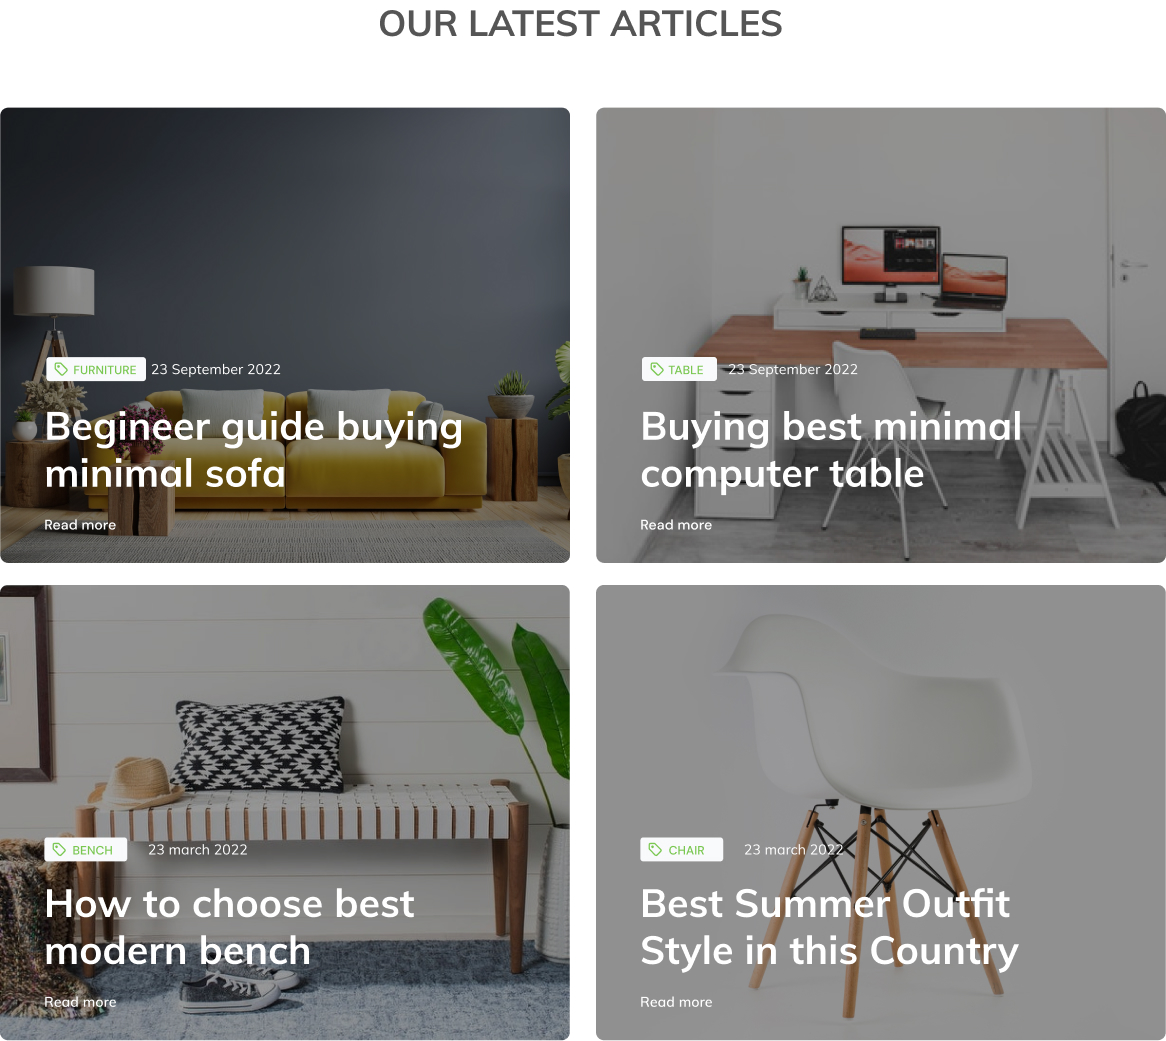 OUR LATEST ARTICLES
FURNITURE 23 September 2022
Begineer guide buying
minimal sofa
Read more
TABLE 23 September 2022
Buying best minimal
computer table
Read more
BENCH 23 march 2022
How to choose best
modern bench
Read more
CHAIR 23 march 2022
Best Summer Outfit
Style in this Country
Read more